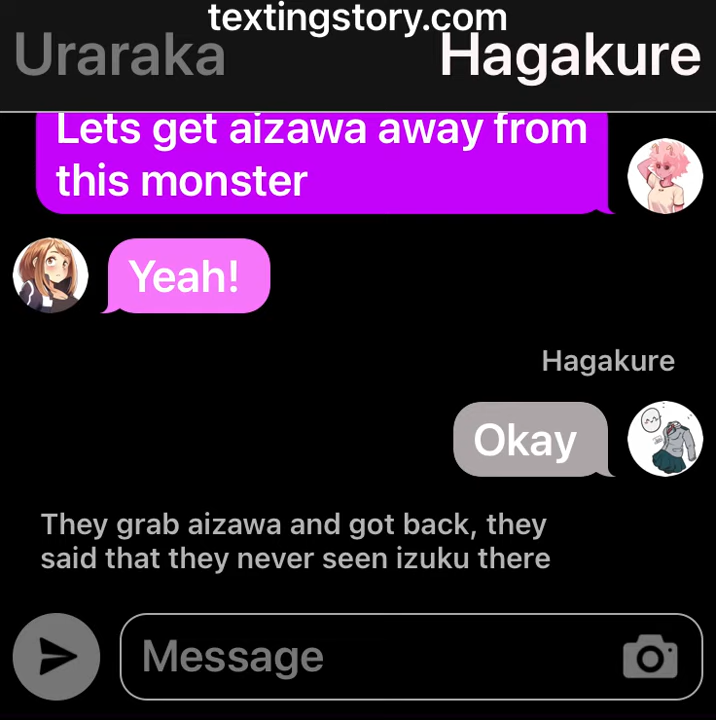 textingstory.com
Uraraka
Hagakure
Lets get aizawa away from
this monster
Yeah!
Hagakure
Okay
They grab aizawa and got back, they
said that they never seen izuku there
Message